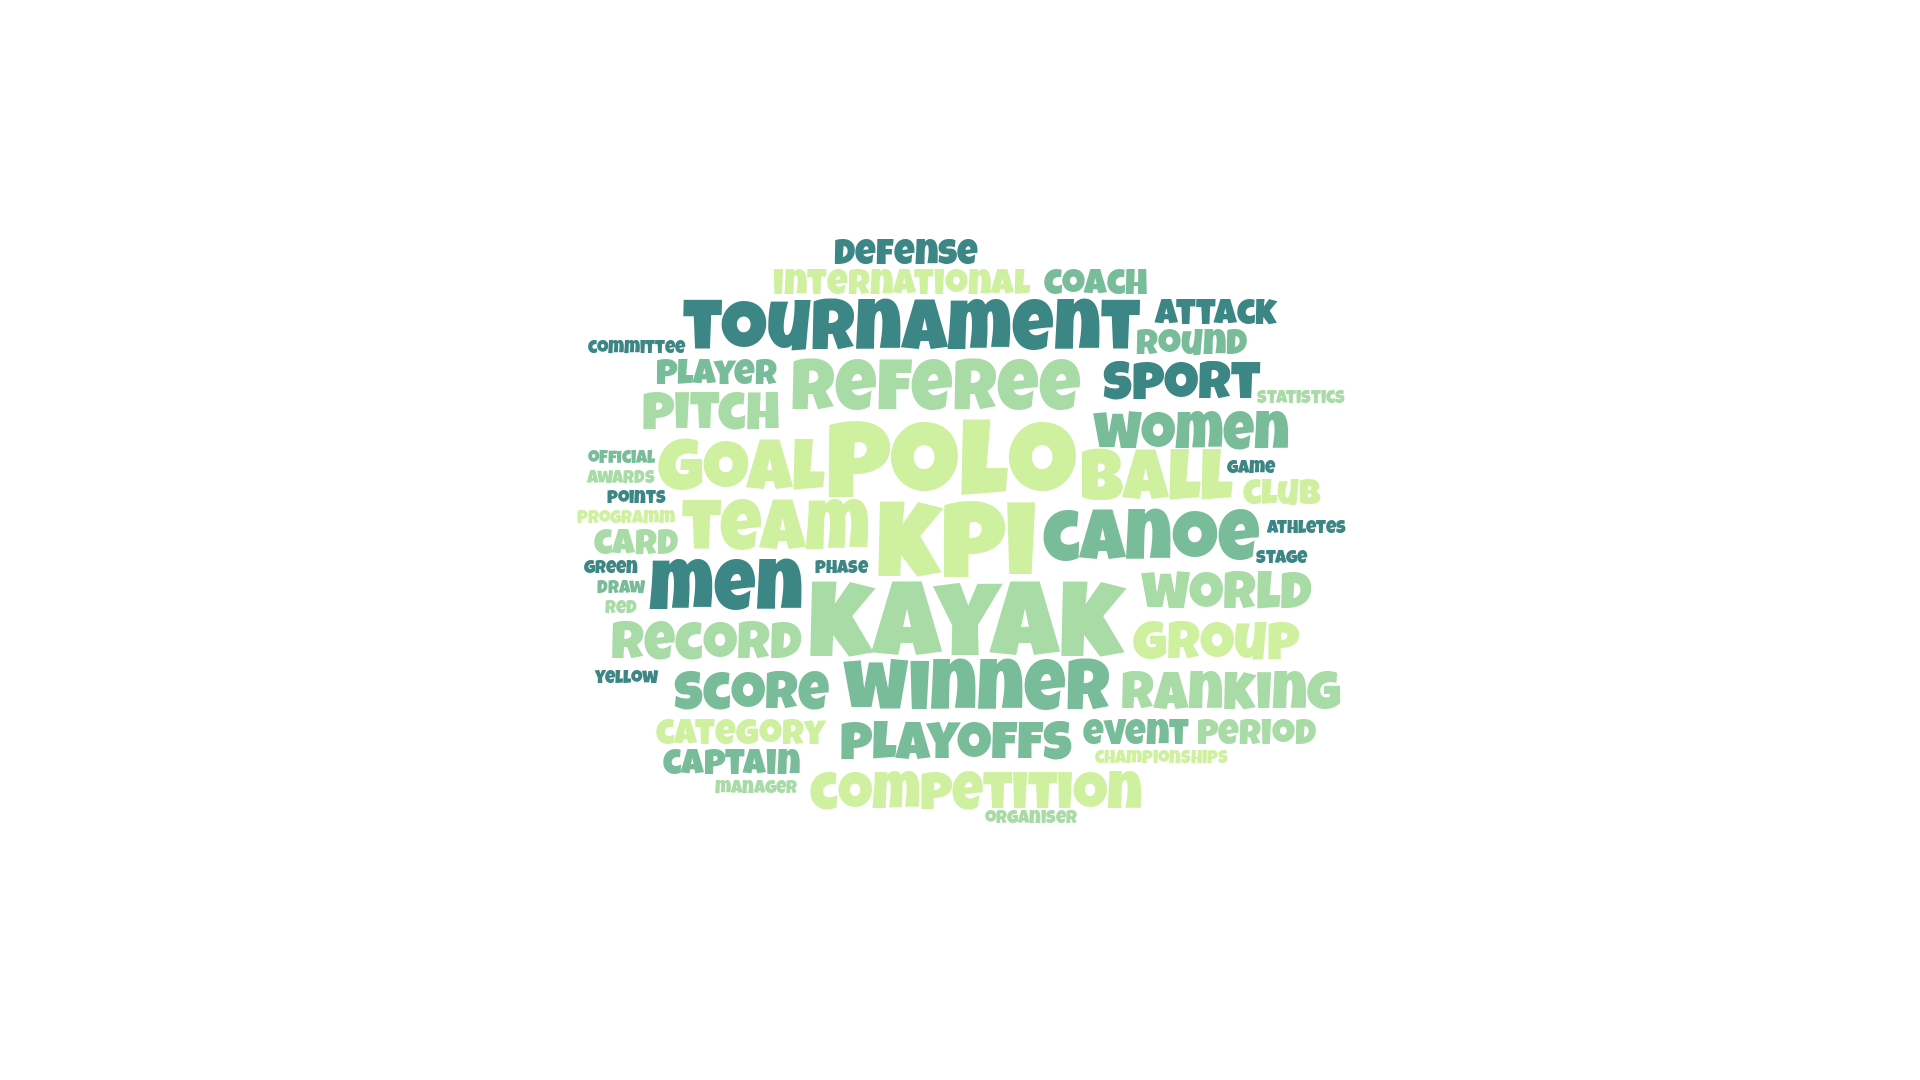 Defense
International Coach
Tournament Attack
Committee Round
Player Referee Sport
Statistics
Pitch Women
Official Goal Polo Ball Game
Awards Club
Points
Programm Team KPI Canoe Athletes
Card Stage
Green Men Phase World
Draw
Red
Record Kayak Group
Yellow Score Winner Ranking
Category Playoffs Event Period
Captain Championships
Manager Competition
Organiser